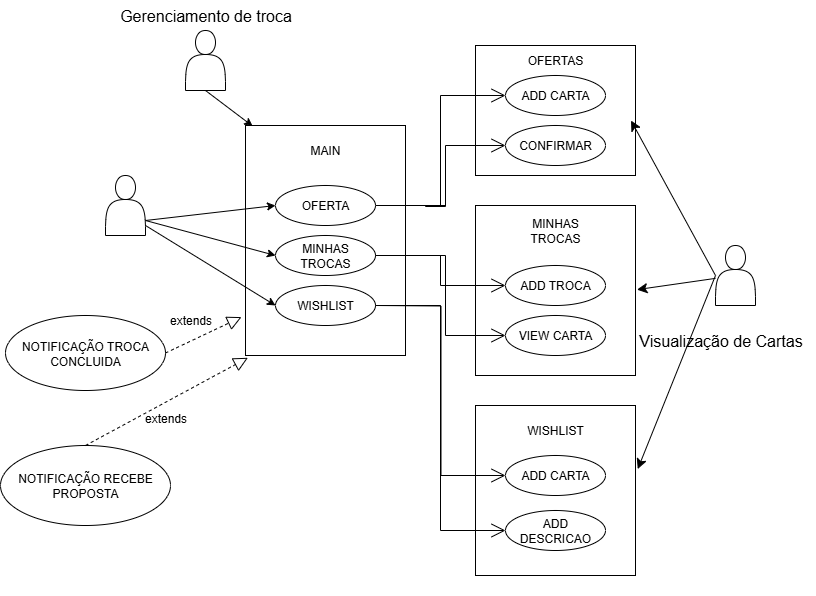 Gerenciamento de troca
OFERTAS
ADD CARTA
CONFIRMAR
MAIN
OFERTA
MINHAS
TROCAS
WISHLIST
MINHAS
TROCAS
ADD TROCA
VIEW CARTA
Visualização de Cartas
extends
NOTIFICAÇÃO TROCA
CONCLUIDA
extends
NOTIFICAÇÃO RECEBE
PROPOSTA
WISHLIST
ADD CARTA
ADD
DESCRICAO